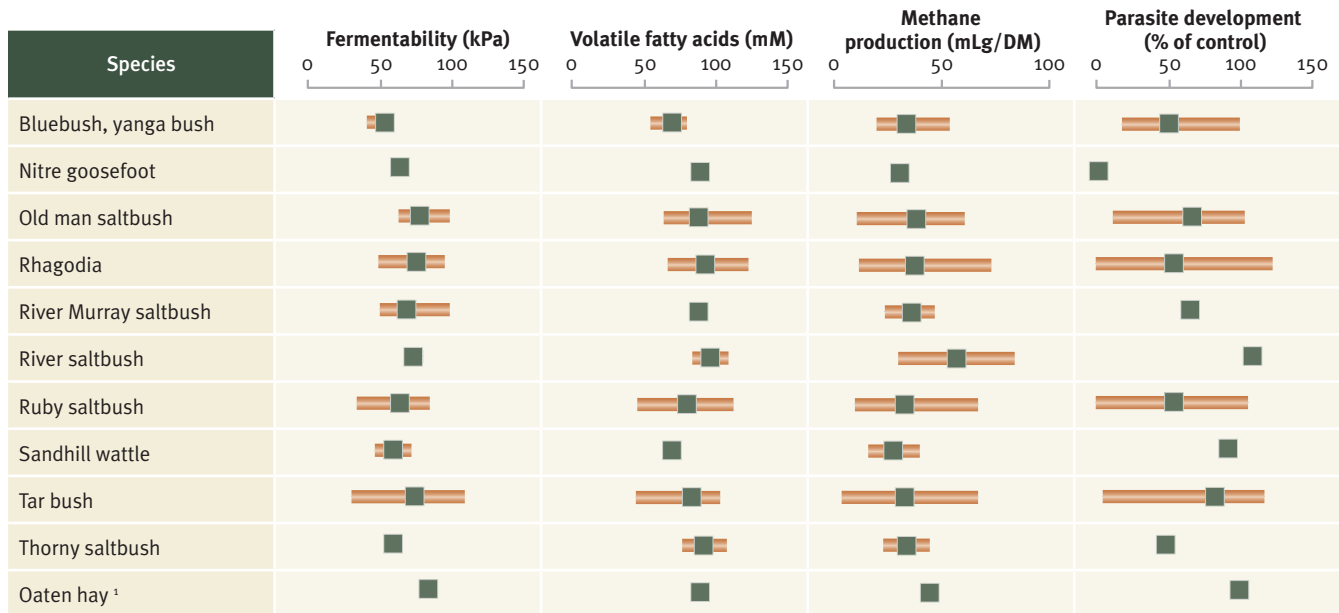 Species
Fermentability (kPa)
0 50 100 150
Volatile fatty acids (mM)
0 50 100 150
Methane
production (mLg/DM)
0 50 100
Parasite development
(% of control)
0 50 100 150
Bluebush, yanga bush
Nitre goosefoot
Old man saltbush
Rhagodia
River Murray saltbush
River saltbush
Ruby saltbush
Sandhill wattle
Tar bush
Thorny saltbush
Oaten hay ¹